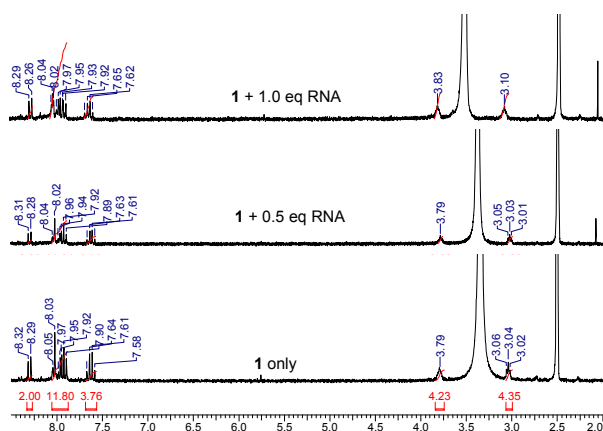 8.29 8.26 8.04 8.02 7.97 7.95 7.93 7.92 7.65 7.62 3.83 3.10
1 + 1.0 eq RNA
8.31 8.28 8.04 8.02 7.96 7.94 7.92 7.89 7.63 7.61 3.79 3.05 3.03 3.01
1 + 0.5 eq RNA
8.32 8.29 8.05 8.03 7.97 7.95 7.92 7.90 7.64 7.61 7.58 3.79 3.06 3.04 3.02
1 only
2.00 11.80 3.76 4.23 4.35
8.0 7.5 7.0 6.5 6.0 5.5 5.0 4.5 4.0 3.5 3.0 2.5 2.0